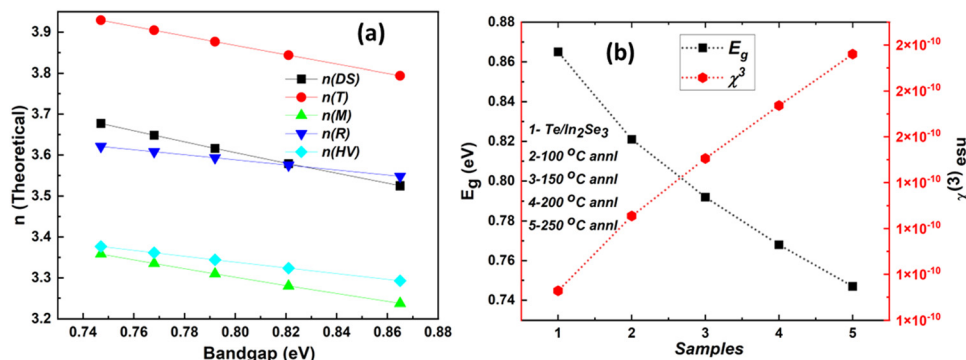 (a)
n (Theoretical)
3.9
3.8
3.7
3.6
3.5
3.4
3.3
3.2
n(DS)
n(T)
n(M)
n(R)
n(HV)
0.74 0.76 0.78 0.80 0.82 0.84 0.86 0.88
Bandgap (eV)
(b)
E_g (eV)
0.86
0.84
0.82
0.80
0.78
0.76
0.74
E_g
χ³
1- Te/In₂Se₃
2-100 ºC annl
3-150 ºC annl
4-200 ºC annl
5-250 ºC annl
1 2 3 4 5
Samples
2×10⁻¹⁰
2×10⁻¹⁰
2×10⁻¹⁰
1×10⁻¹⁰
1×10⁻¹⁰
1×10⁻¹⁰
1×10⁻¹⁰
χ(3) esu